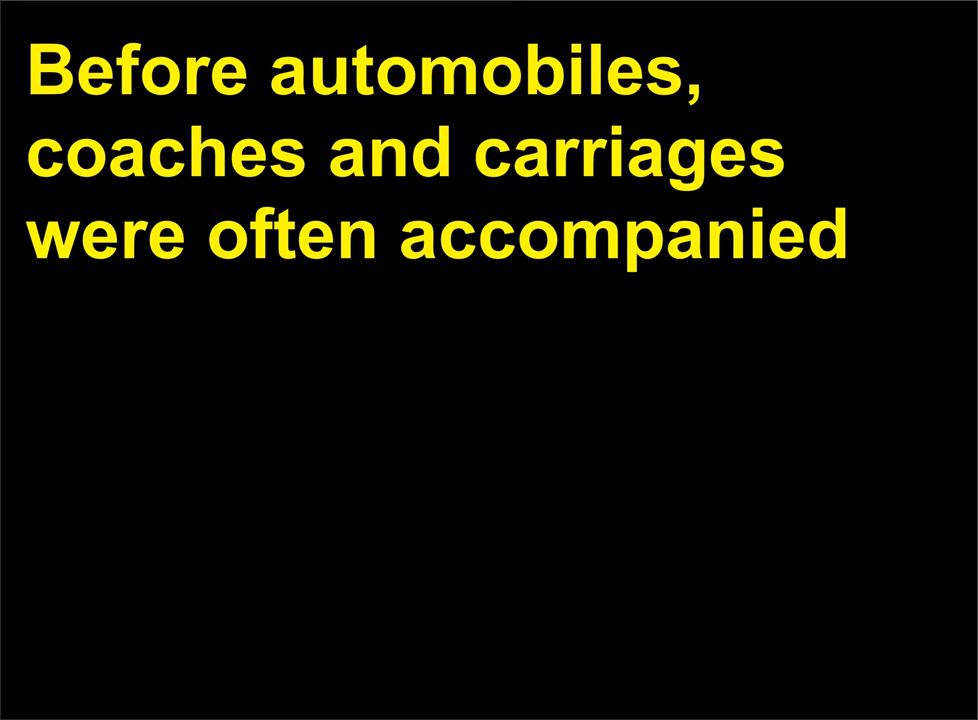 Before automobiles,
coaches and carriages
were often accompanied